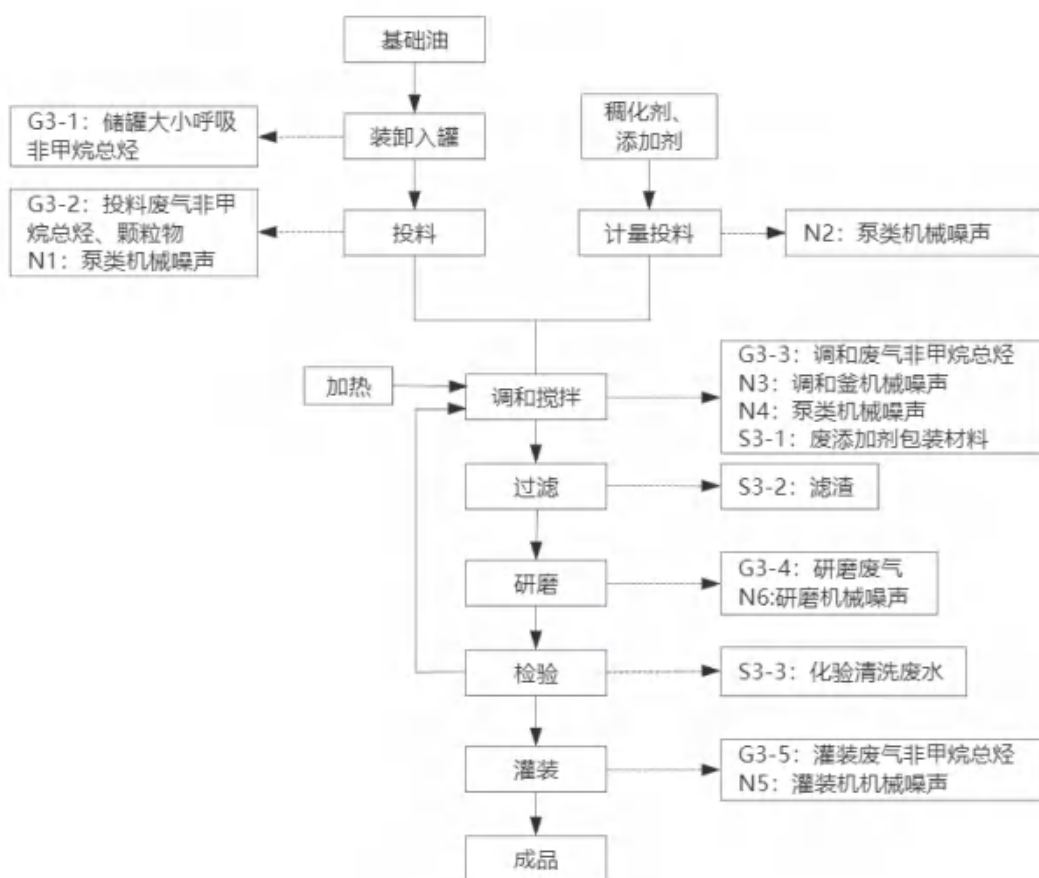 基础油
G3-1：储罐大小呼吸
非甲烷总烃
装卸入罐
稠化剂、
添加剂
G3-2：投料废气非甲
烷总烃、颗粒物
N1：泵类机械噪声
投料
计量投料
N2：泵类机械噪声
加热
调和搅拌
G3-3：调和废气非甲烷总烃
N3：调和釜机械噪声
N4：泵类机械噪声
S3-1：废添加剂包装材料
过滤
S3-2：滤渣
研磨
G3-4：研磨废气
N6:研磨机械噪声
检验
S3-3：化验清洗废水
灌装
G3-5：灌装废气非甲烷总烃
N5：灌装机机械噪声
成品